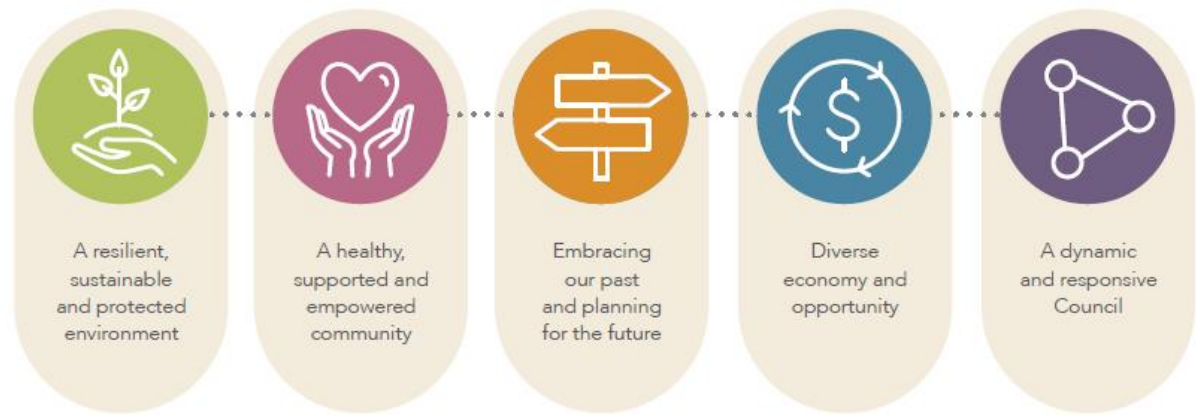 A resilient,
sustainable
and protected
environment
A healthy,
supported and
empowered
community
Embracing
our past
and planning
for the future
$
Diverse
economy and
opportunity
A dynamic
and responsive
Council